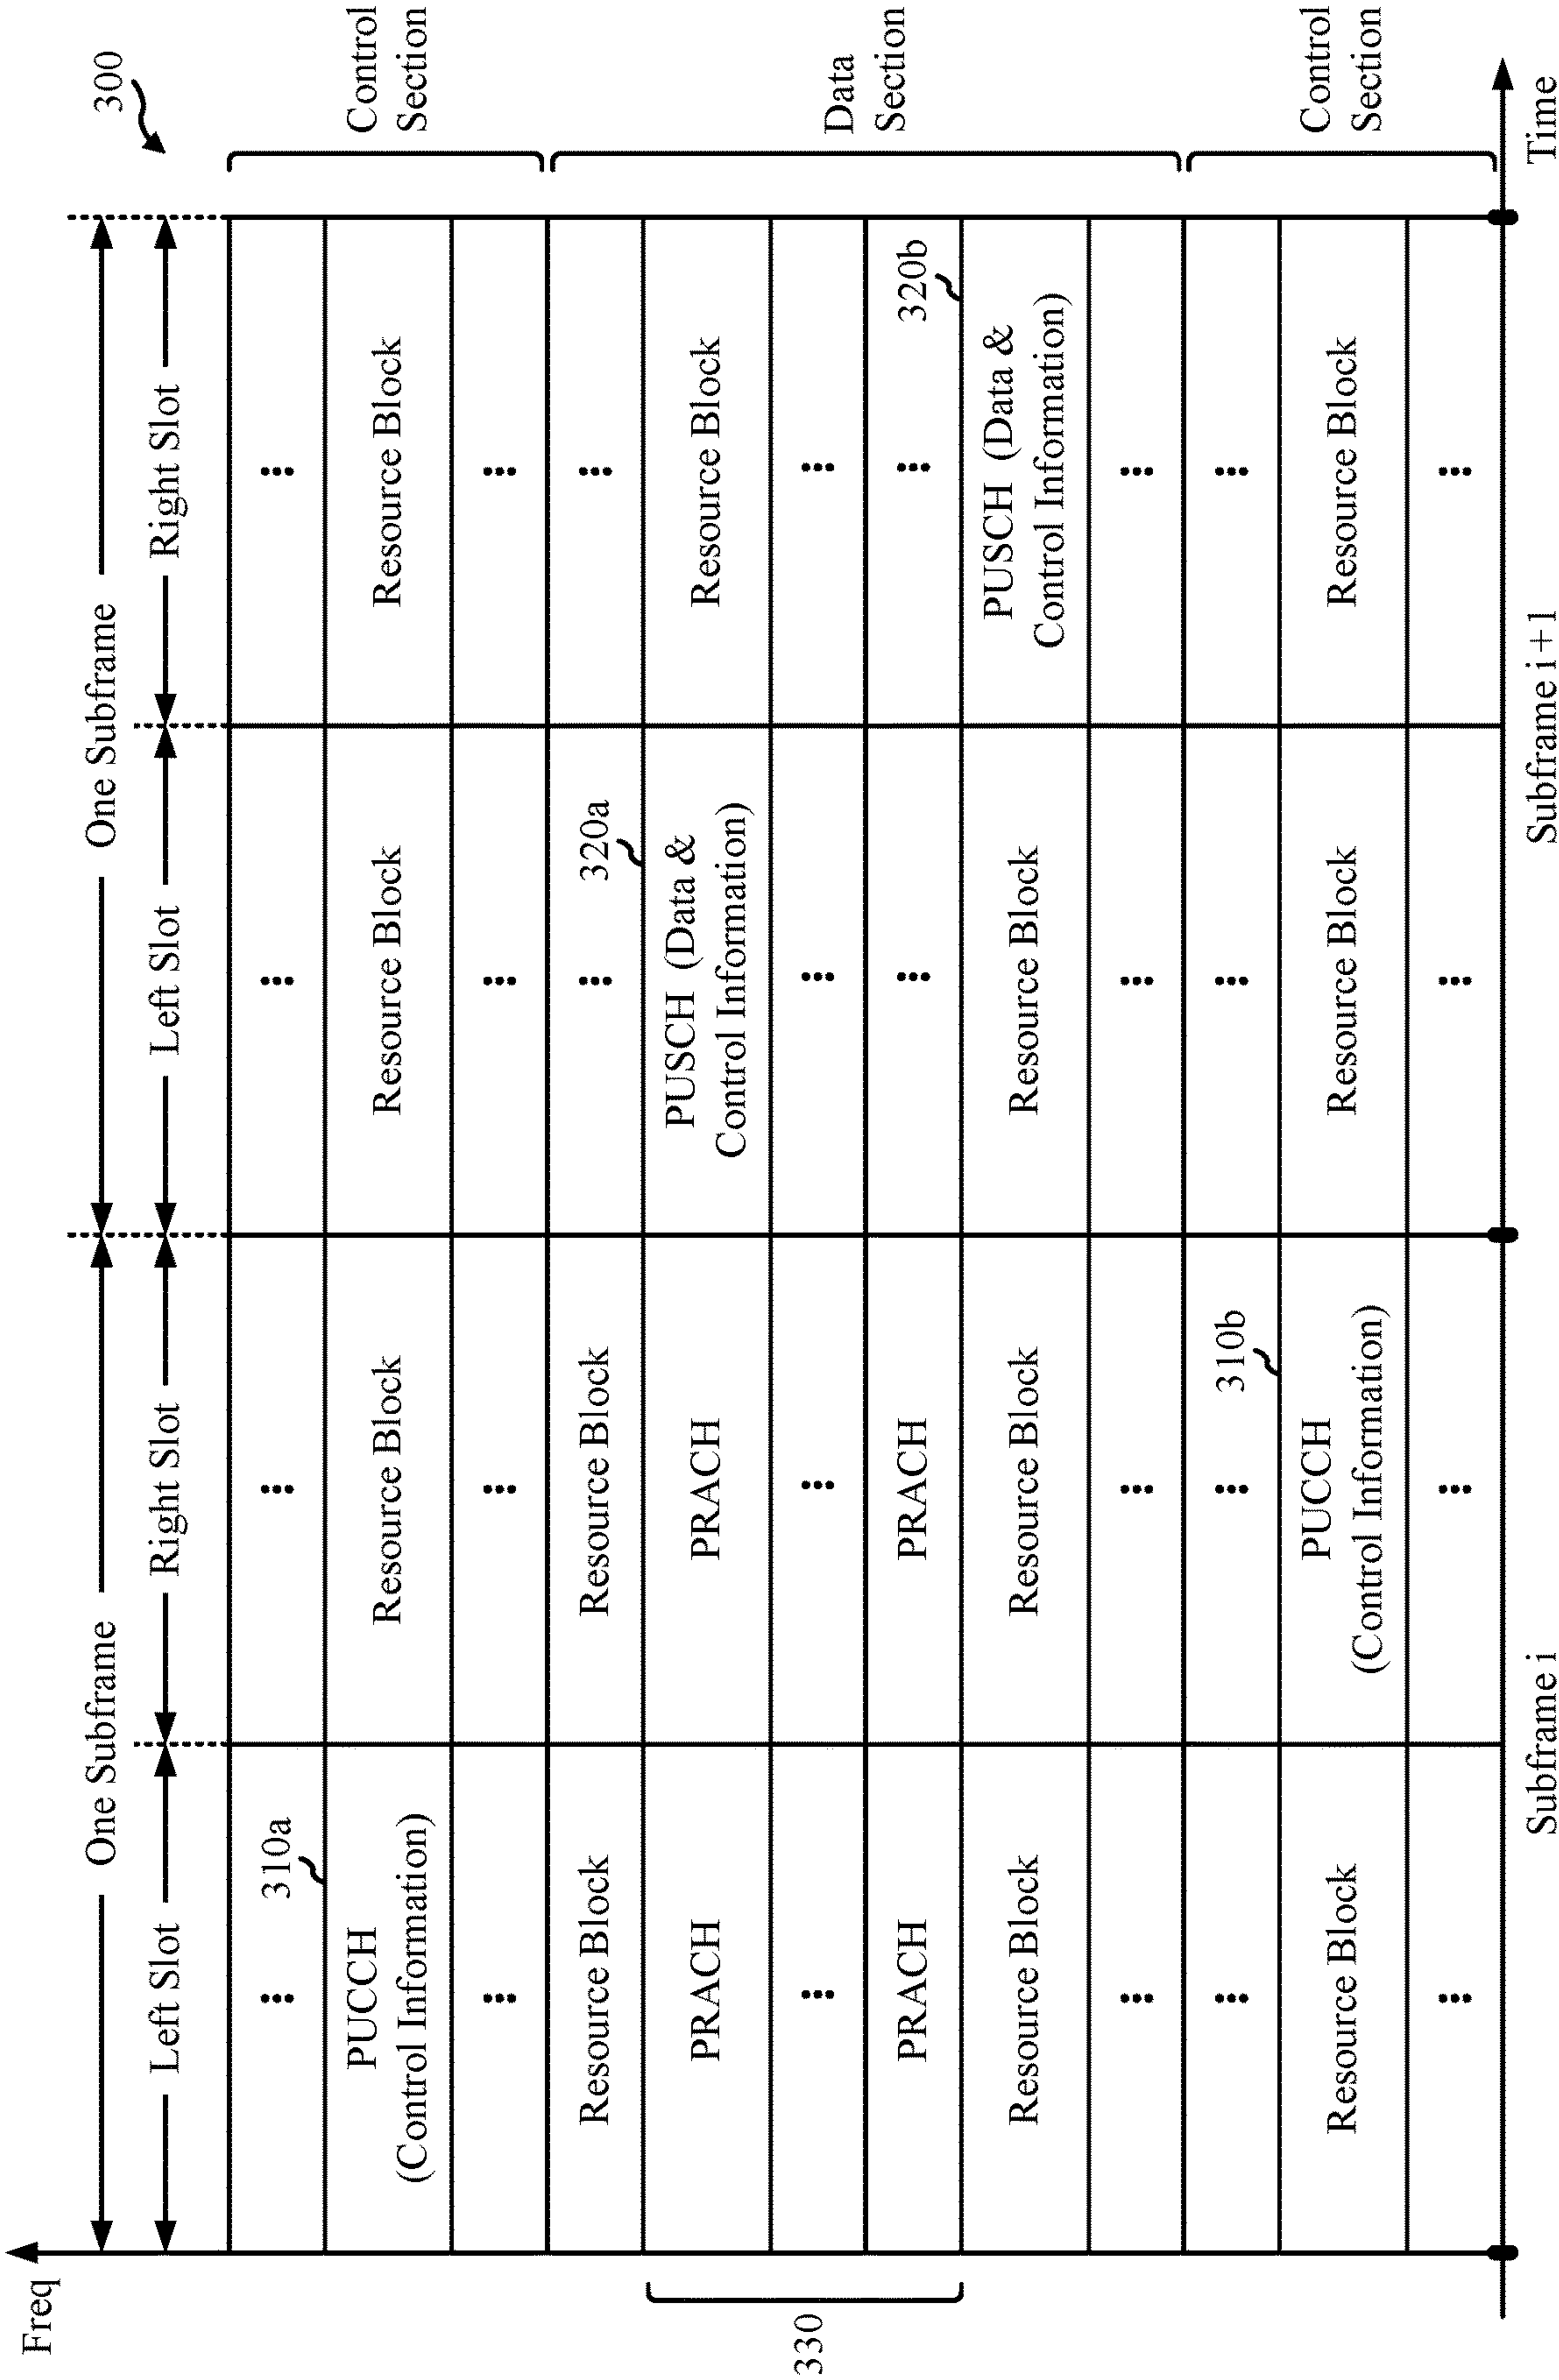 300
Freq
One Subframe
One Subframe
Left Slot
Right Slot
Left Slot
Right Slot
310a
PUCCH
(Control Information)
Resource Block
Resource Block
Resource Block
Control
Section
Resource Block
Resource Block
320a
330
PRACH
PRACH
PUSCH (Data &
Control Information)
Resource Block
Data
Section
PRACH
PRACH
320b
Resource Block
Resource Block
Resource Block
PUSCH (Data &
Control Information)
310b
Resource Block
PUCCH
(Control Information)
Resource Block
Resource Block
Control
Section
Subframe i
Subframe i + 1
Time